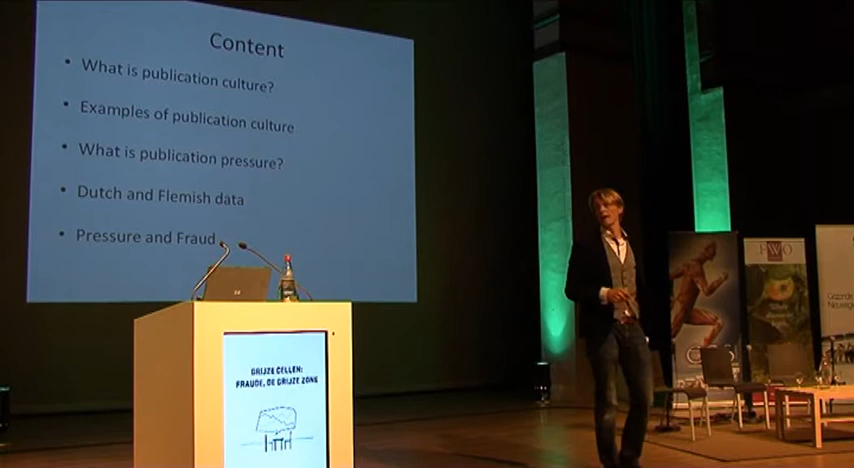 Content
• What is publication culture?
• Examples of publication culture
• What is publication pressure?
• Dutch and Flemish data
• Pressure and Fraud
GRIJZE CELLEN:
FRAUDE, DE GRIJZE ZONE
FWO